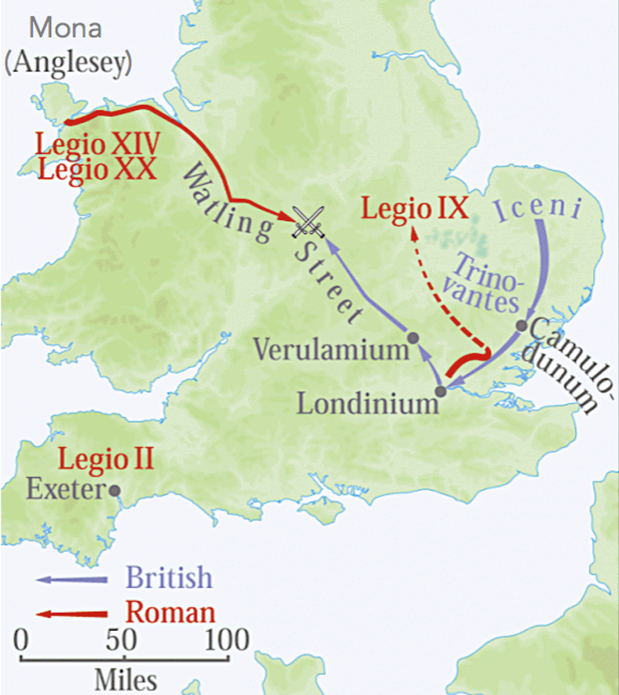 Mona
(Anglesey)
Legio XIV
Legio XX
Watling
Street
Legio IX
Iceni
Trino-
vantes
Camulo-
dunum
Verulamium
Londinium
Legio II
Exeter
British
Roman
0 50 100
Miles